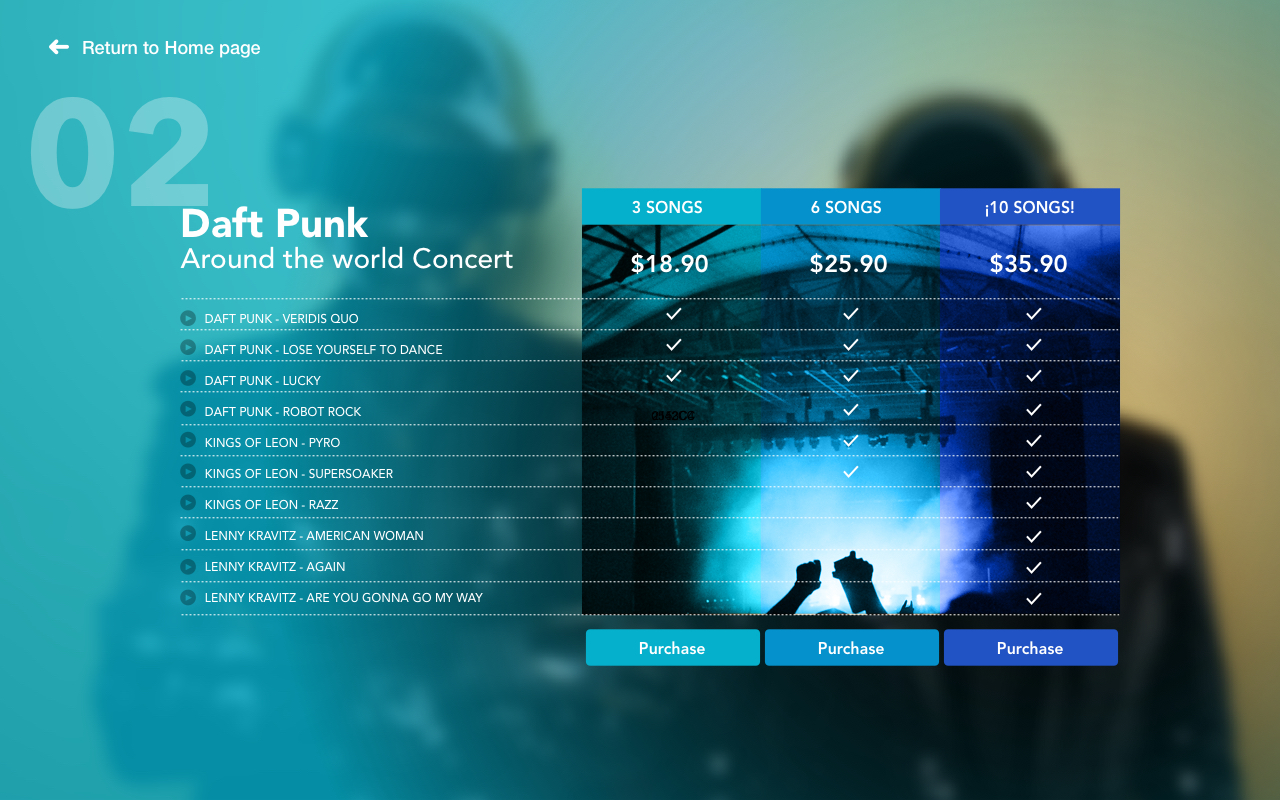 Return to Home page
02
Daft Punk
Around the world Concert
3 SONGS 6 SONGS ¡10 SONGS!
$18.90 $25.90 $35.90
DAFT PUNK - VERIDIS QUO
DAFT PUNK - LOSE YOURSELF TO DANCE
DAFT PUNK - LUCKY
DAFT PUNK - ROBOT ROCK
KINGS OF LEON - PYRO
KINGS OF LEON - SUPERSOAKER
KINGS OF LEON - RAZZ
LENNY KRAVITZ - AMERICAN WOMAN
LENNY KRAVITZ - AGAIN
LENNY KRAVITZ - ARE YOU GONNA GO MY WAY
Purchase Purchase Purchase